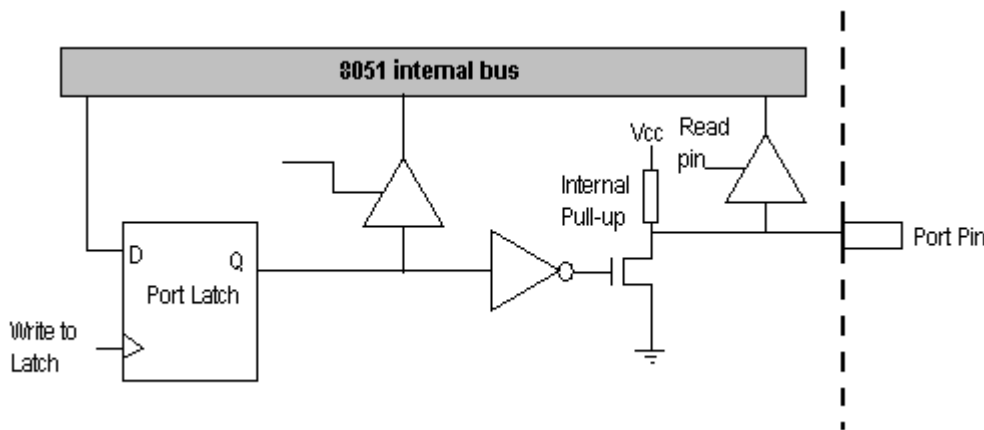 8051 internal bus
Vcc
Read
pin
Internal
Pull-up
Port Pin
D
Q
Port Latch
Write to
Latch